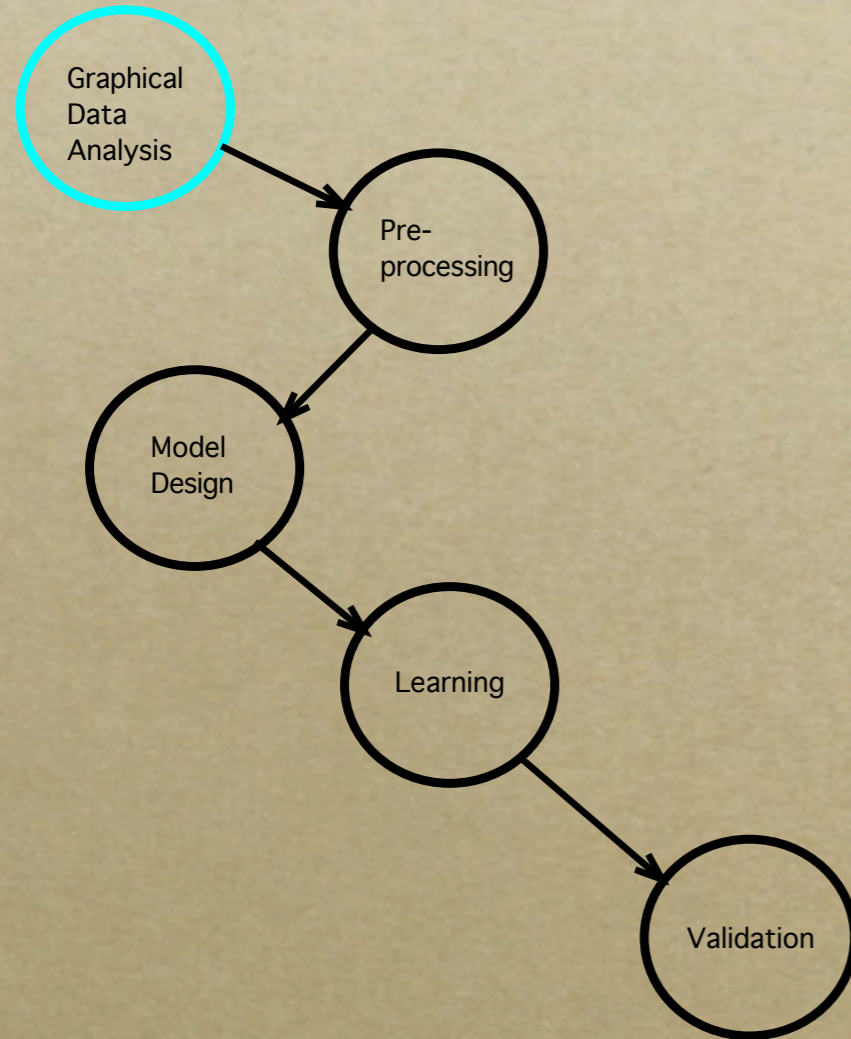 Graphical
Data
Analysis
Pre-
processing
Model
Design
Learning
Validation